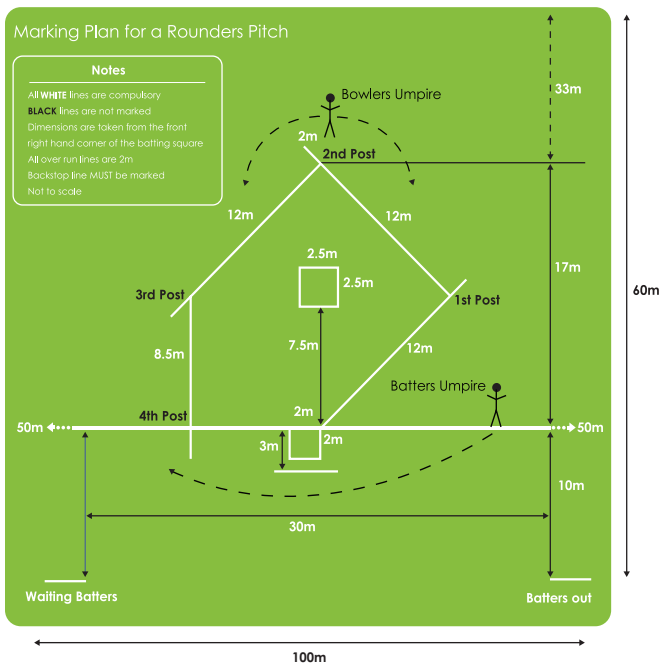 Marking Plan for a Rounders Pitch
Notes
All WHITE lines are compulsory
BLACK lines are not marked
Dimensions are taken from the front
right hand corner of the batting square
All over run lines are 2m
Backstop line MUST be marked
Not to scale
Bowlers Umpire
33m
2m
2nd Post
12m
12m
2.5m
2.5m
17m
60m
3rd Post
1st Post
7.5m
8.5m
12m
Batters Umpire
4th Post
2m
50m
50m
3m
2m
10m
30m
Waiting Batters
Batters out
100m